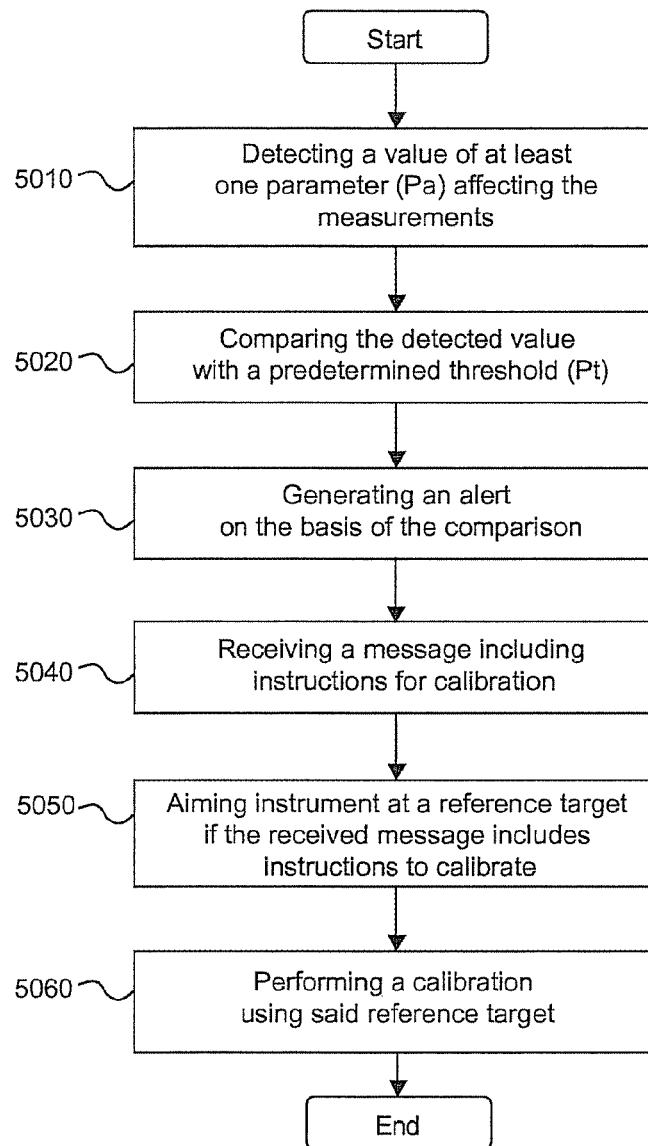 Start
5010
Detecting a value of at least
one parameter (Pa) affecting the
measurements
5020
Comparing the detected value
with a predetermined threshold (Pt)
5030
Generating an alert
on the basis of the comparison
5040
Receiving a message including
instructions for calibration
5050
Aiming instrument at a reference target
if the received message includes
instructions to calibrate
5060
Performing a calibration
using said reference target
End